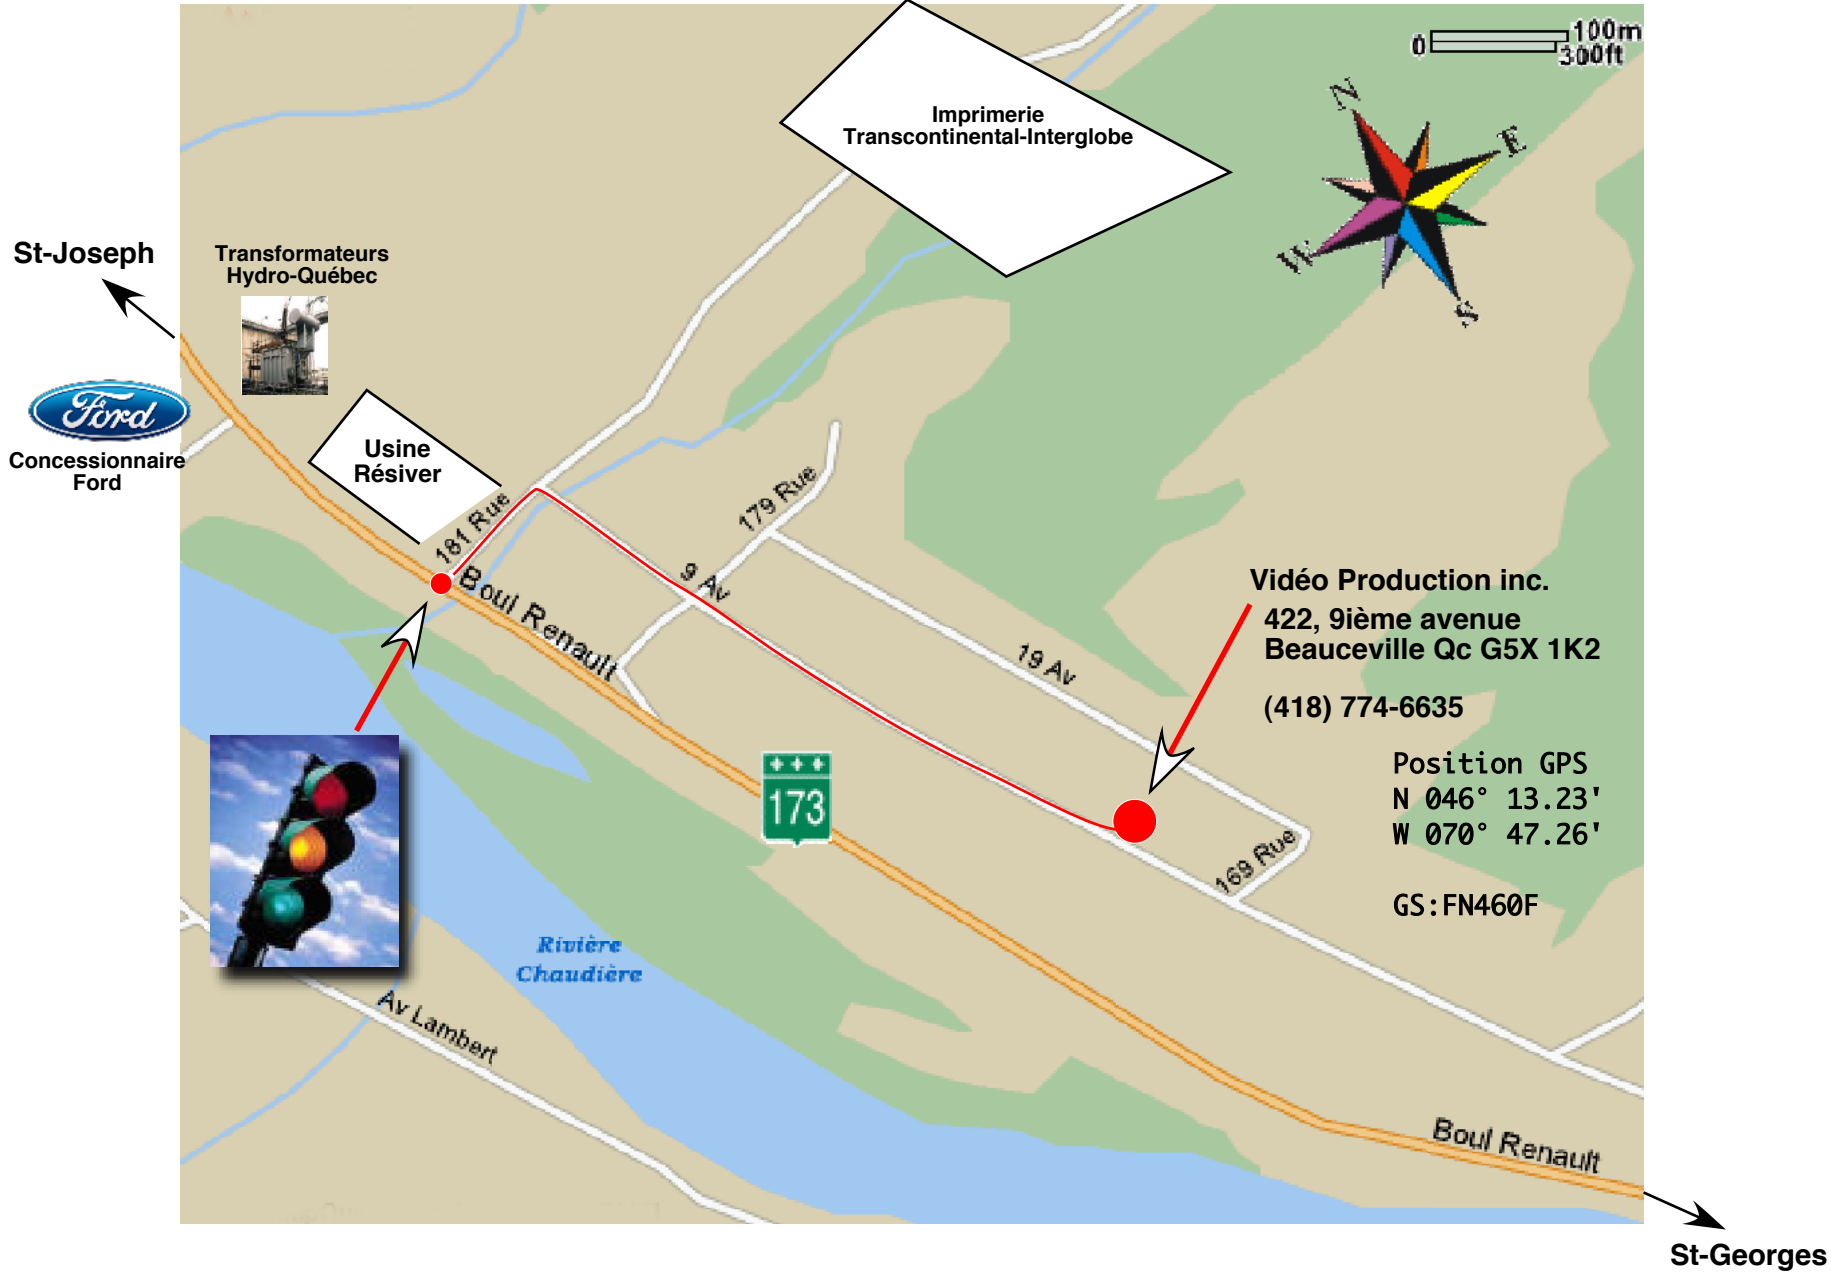 Imprimerie
Transcontinental-Interglobe
0
100m
300ft
N
E
W
S
St-Joseph
Transformateurs
Hydro-Québec
Ford
Concessionnaire
Ford
Usine
Résiver
181 Rue
179 Rue
9 Av
Boul Renault
19 Av
Vidéo Production inc.
422, 9ième avenue
Beauceville Qc G5X 1K2
(418) 774-6635
Position GPS
N 046° 13.23'
W 070° 47.26'
GS:FN460F
173
169 Rue
Rivière
Chaudière
Av Lambert
Boul Renault
St-Georges